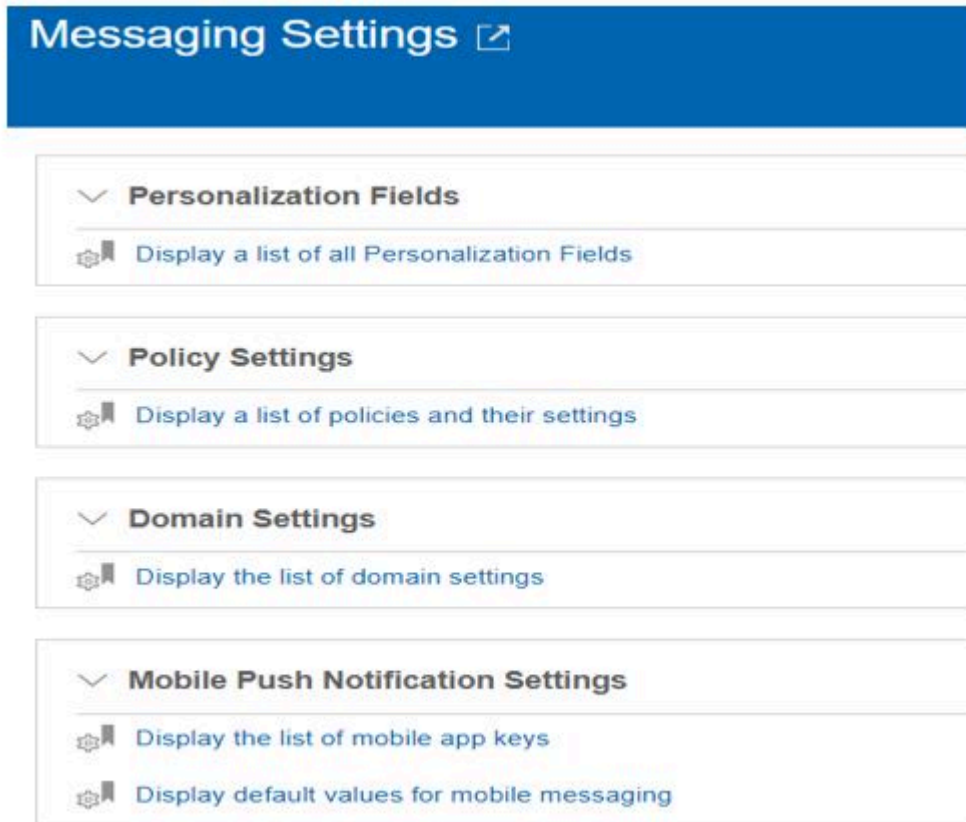 Messaging Settings
Personalization Fields
Display a list of all Personalization Fields
Policy Settings
Display a list of policies and their settings
Domain Settings
Display the list of domain settings
Mobile Push Notification Settings
Display the list of mobile app keys
Display default values for mobile messaging